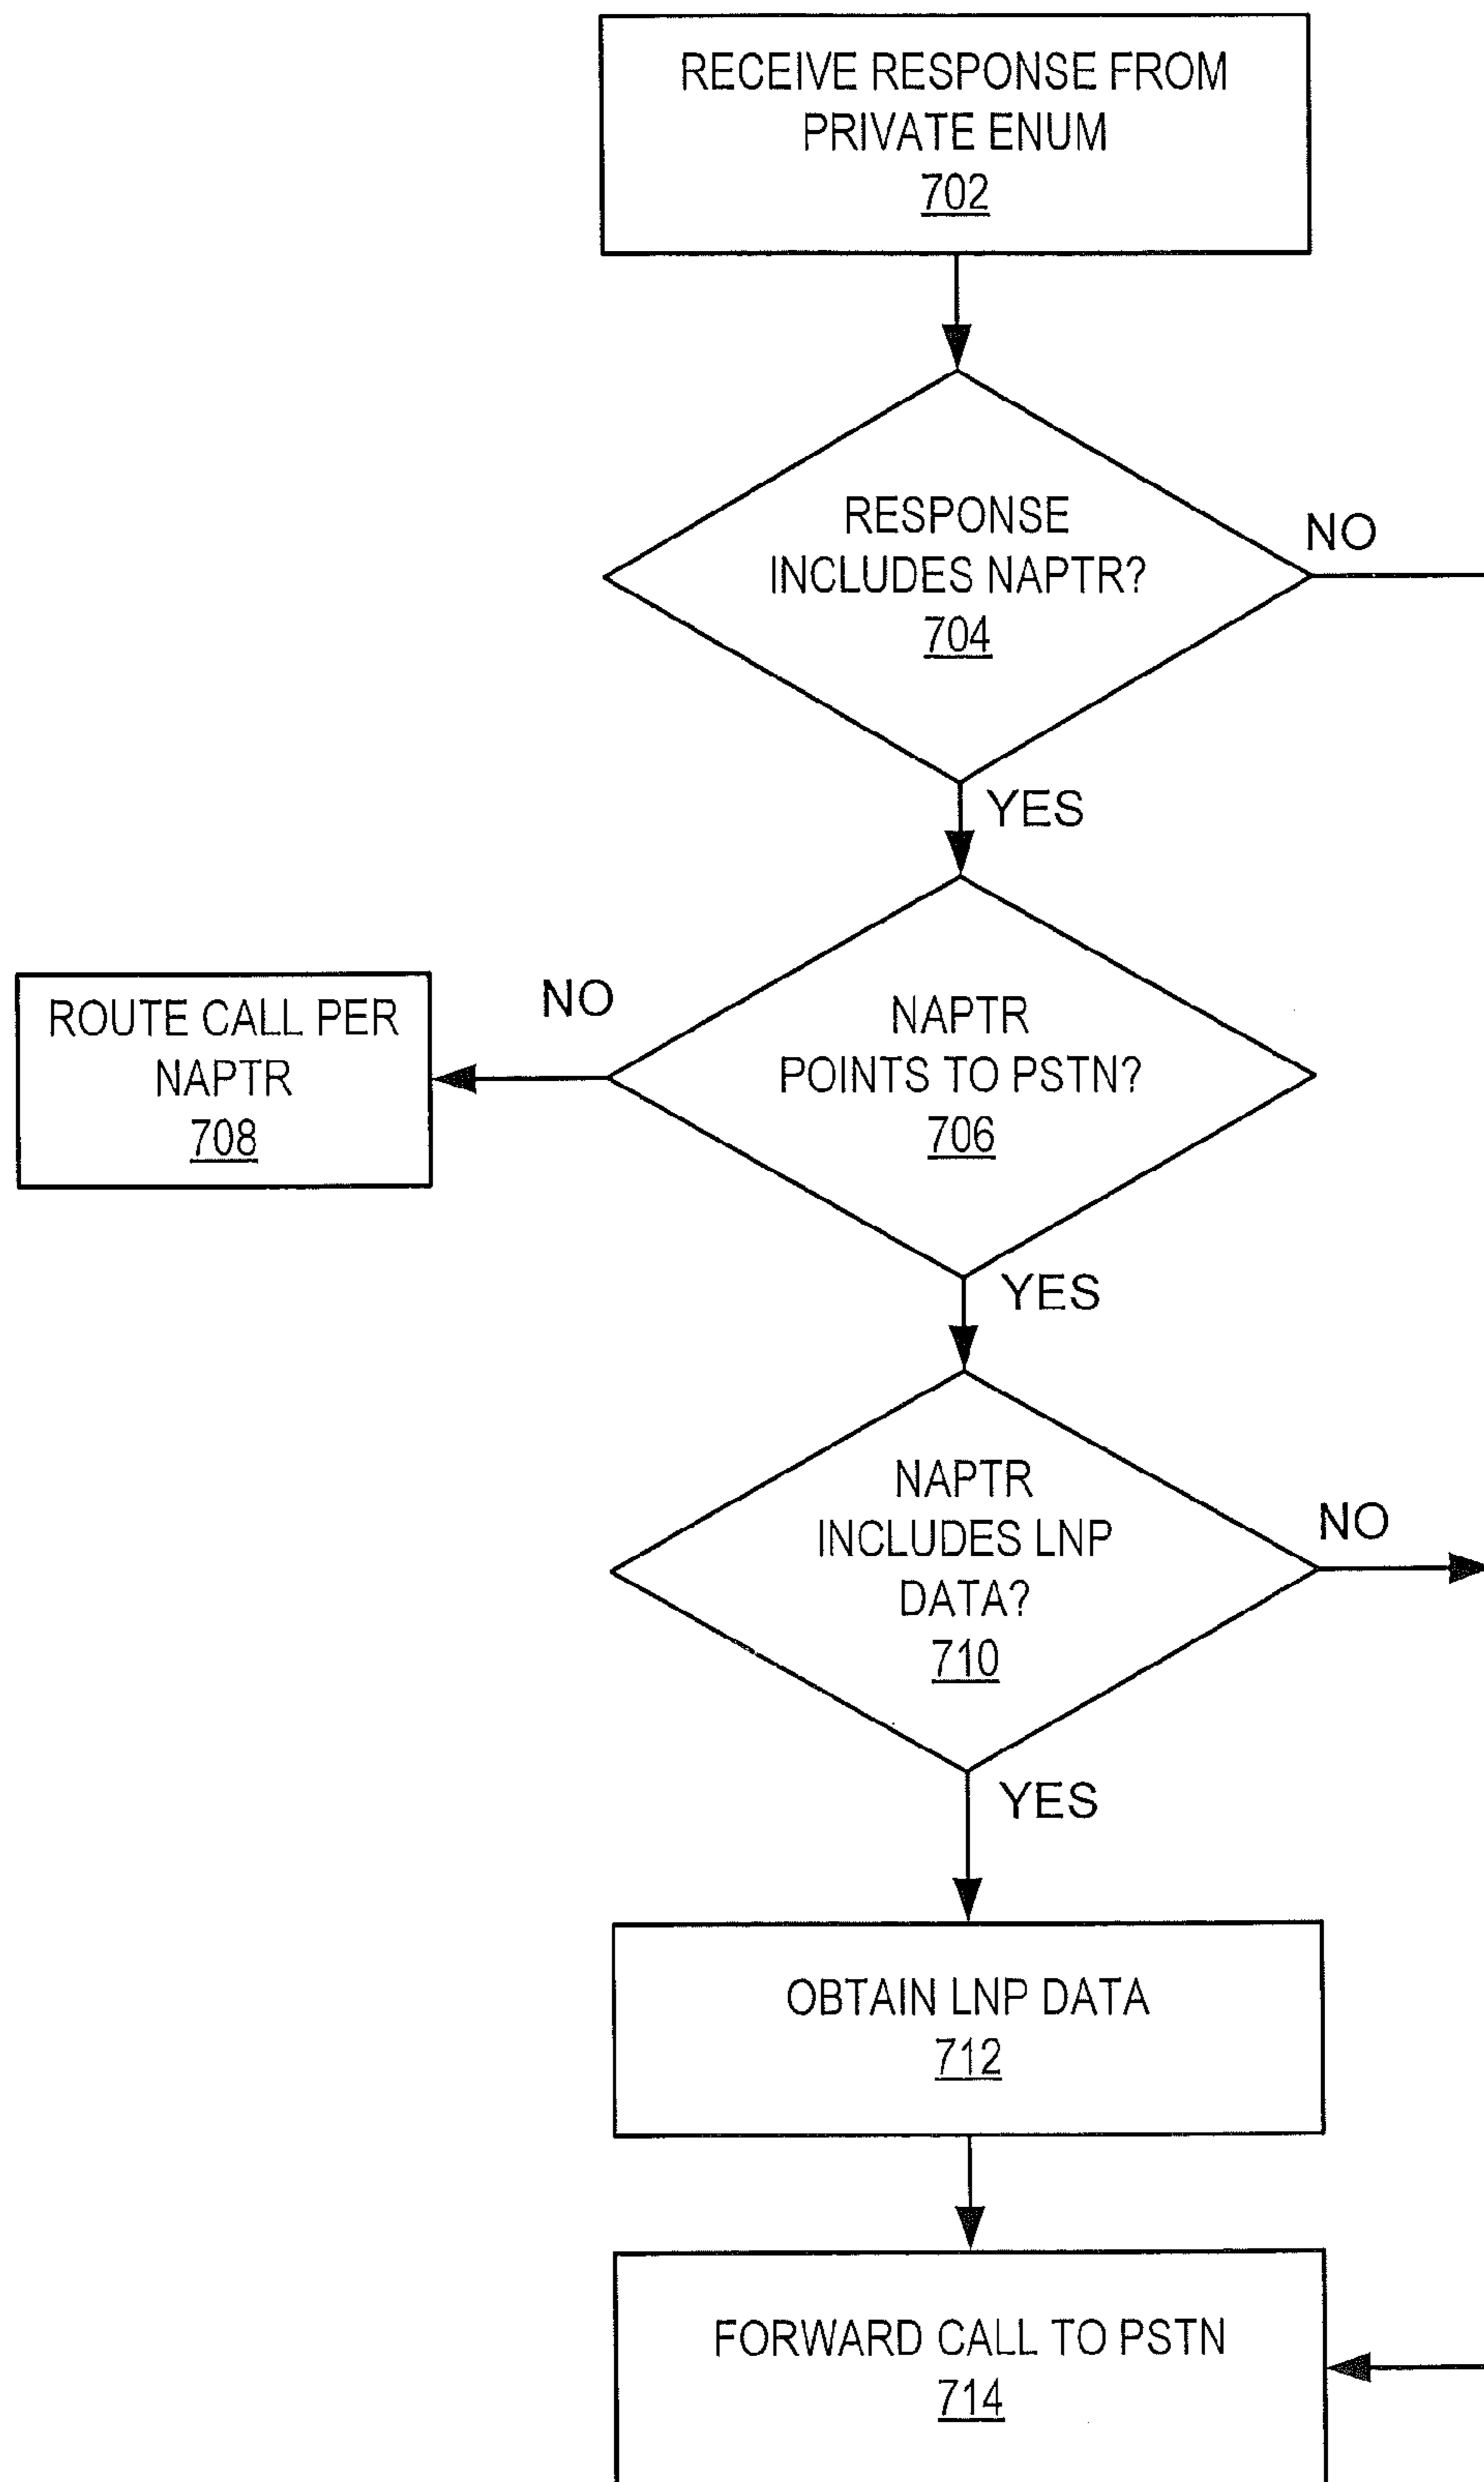 RECEIVE RESPONSE FROM
PRIVATE ENUM
702
RESPONSE
INCLUDES NAPTR?
704
NO
YES
ROUTE CALL PER
NAPTR
708
NO
NAPTR
POINTS TO PSTN?
706
YES
NAPTR
INCLUDES LNP
DATA?
710
NO
YES
OBTAIN LNP DATA
712
FORWARD CALL TO PSTN
714